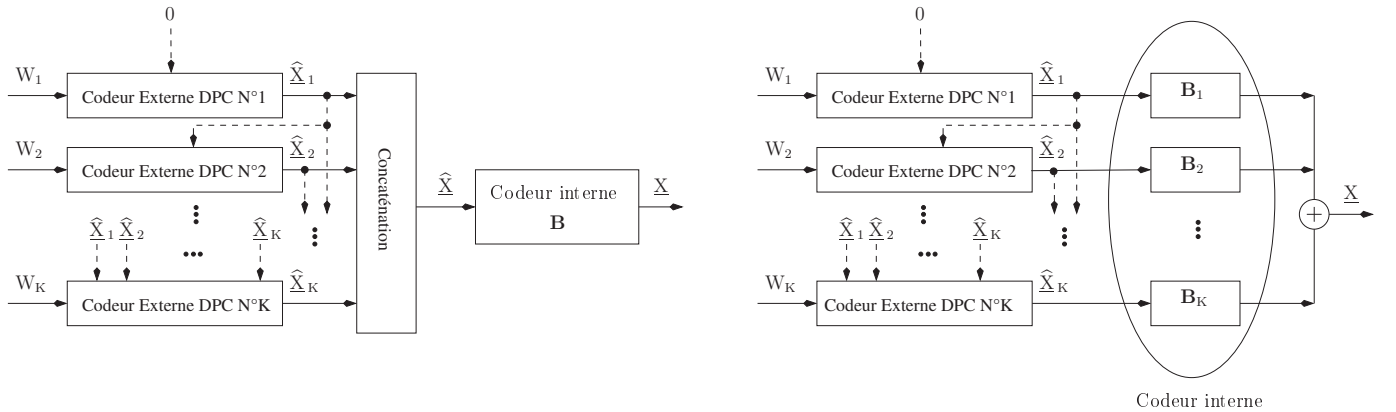 0
W1
Codeur Externe DPC N°1
X̂1
W2
Codeur Externe DPC N°2
X̂2
X̂1 X̂2 X̂K
WK
Codeur Externe DPC N°K
X̂K
Concaténation
X̂
Codeur interne
B
X
0
W1
Codeur Externe DPC N°1
X̂1
B1
W2
Codeur Externe DPC N°2
X̂2
B2
X̂1 X̂2 X̂K
WK
Codeur Externe DPC N°K
X̂K
BK
+
X
Codeur interne